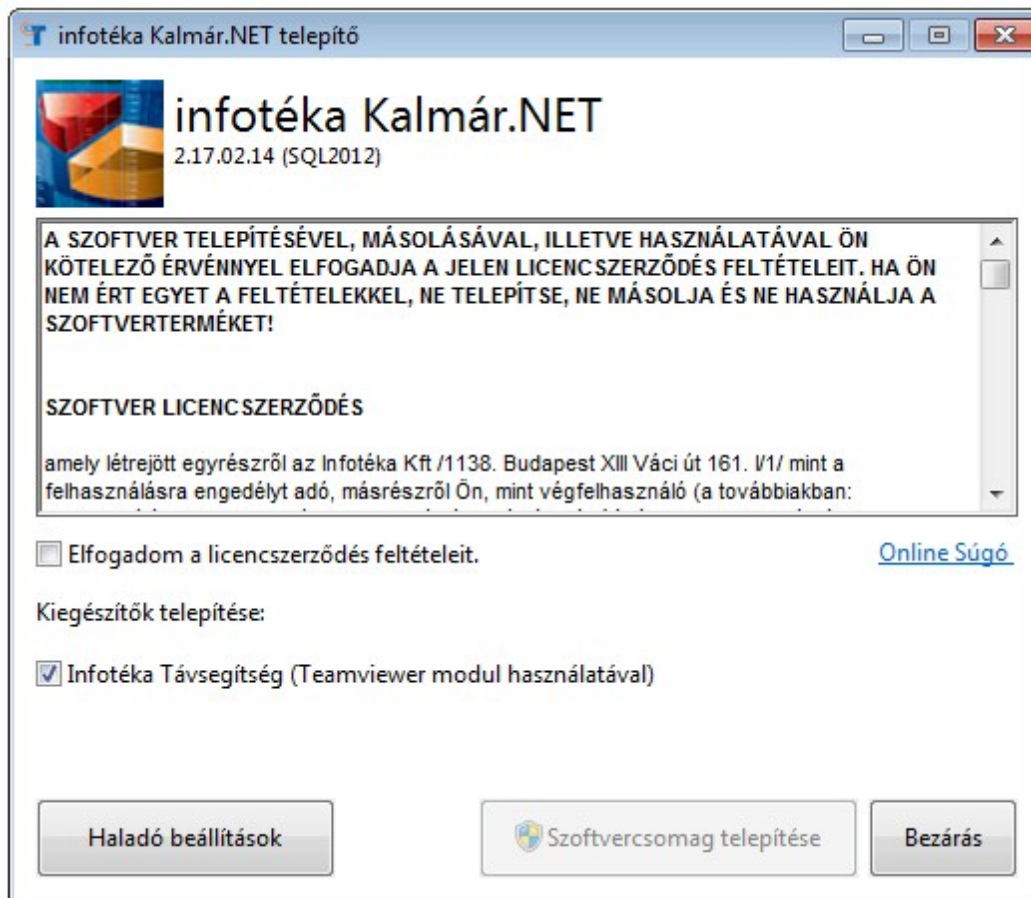 infotéka Kalmár.NET telepítő
infotéka Kalmár.NET
2.17.02.14 (SQL2012)
A SZOFTVER TELEPÍTÉSÉVEL, MÁSOLÁSÁVAL, ILLETVE HASZNÁLATÁVAL ÖN
KÖTELEZŐ ÉRVÉNNYEL ELFOGADJA A JELEN LICENCSZERZŐDÉS FELTÉTELEIT. HA ÖN
NEM ÉRT EGYET A FELTÉTELEKKEL, NE TELEPÍTSE, NE MÁSOLJA ÉS NE HASZNÁLJA A
SZOFTVERTERMÉKET!
SZOFTVER LICENCSZERZŐDÉS
amely létrejött egyrészről az Infotéka Kft /1138. Budapest XIII Váci út 161. I/1/ mint a
felhasználásra engedélyt adó, másrészről Ön, mint végfelhasználó (a továbbiakban:
Elfogadom a licencszerződés feltételeit.
Online Súgó
Kiegészítők telepítése:
Infotéka Távsegítség (Teamviewer modul használatával)
Haladó beállítások
Szoftvercsomag telepítése
Bezárás